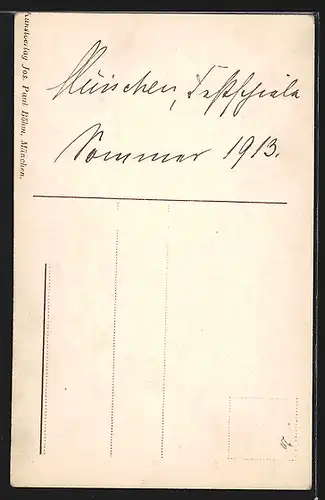 München, Festspiele
Sommer 1913.
Kunstverlag Jos. Paul Böhm, München.